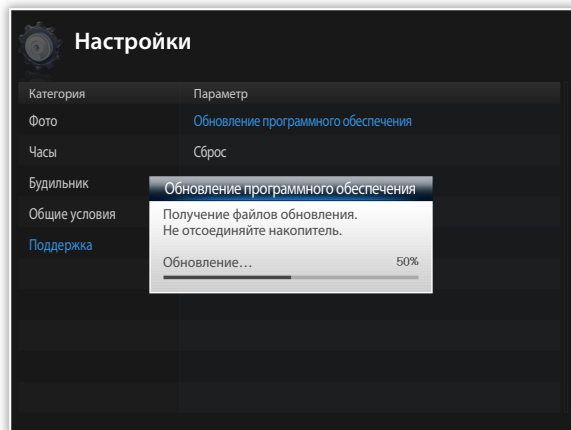 Настройки
Категория Параметр
Фото Обновление программного обеспечения
Часы Сброс
Будильник
Общие условия
Поддержка
Обновление программного обеспечения
Получение файлов обновления.
Не отсоединяйте накопитель.
Обновление... 50%